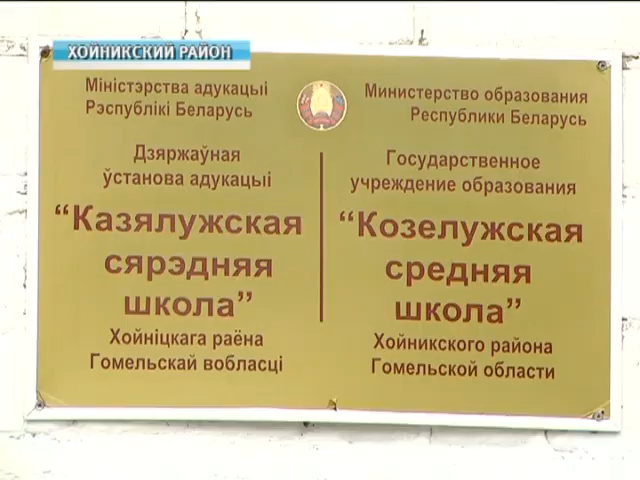 ХОЙНИКСКИЙ РАЙОН
Міністэрства адукацыі
Рэспублікі Беларусь
Дзяржаўная
ўстанова адукацыі
“Казялужская
сярэдняя
школа”
Хойніцкага раёна
Гомельскай вобласці
Министерство образования
Республики Беларусь
Государственное
учреждение образования
“Козелужская
средняя
школа”
Хойникского района
Гомельской области